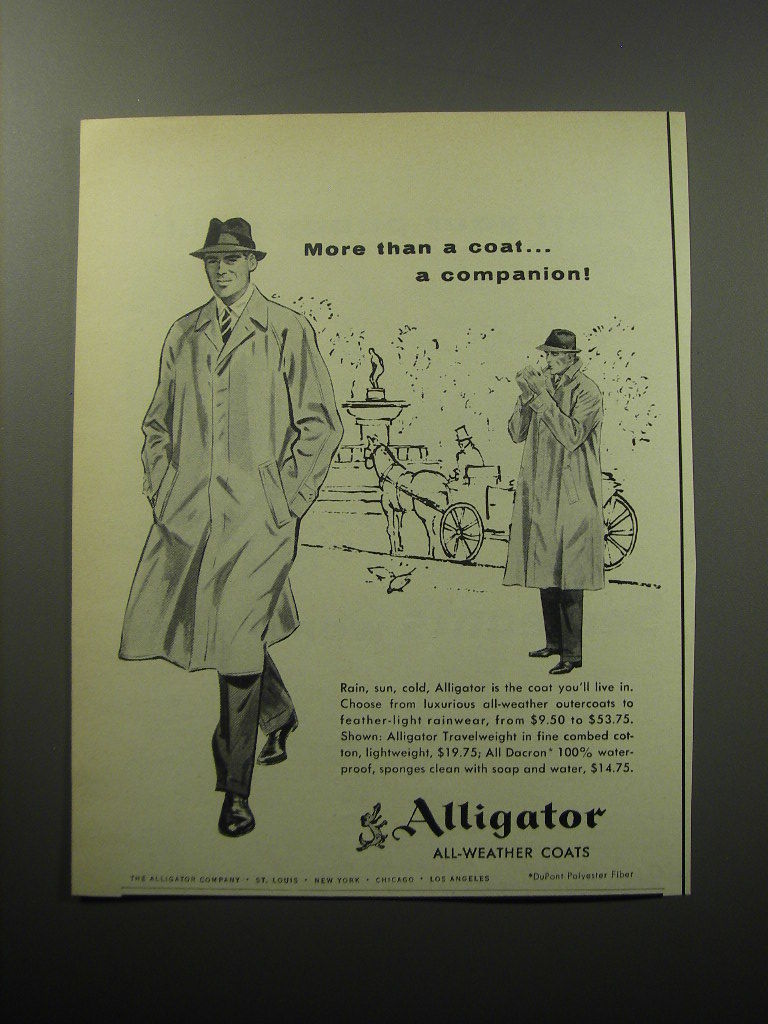 More than a coat...
a companion!
Rain, sun, cold, Alligator is the coat you'll live in.
Choose from luxurious all-weather outercoats to
feather-light rainwear, from $9.50 to $53.75.
Shown: Alligator Travelweight in fine combed cot-
ton, lightweight, $19.75; All Dacron* 100% water-
proof, sponges clean with soap and water, $14.75.
Alligator
ALL-WEATHER COATS
THE ALLIGATOR COMPANY • ST. LOUIS • NEW YORK • CHICAGO • LOS ANGELES
*DuPont Polyester Fiber